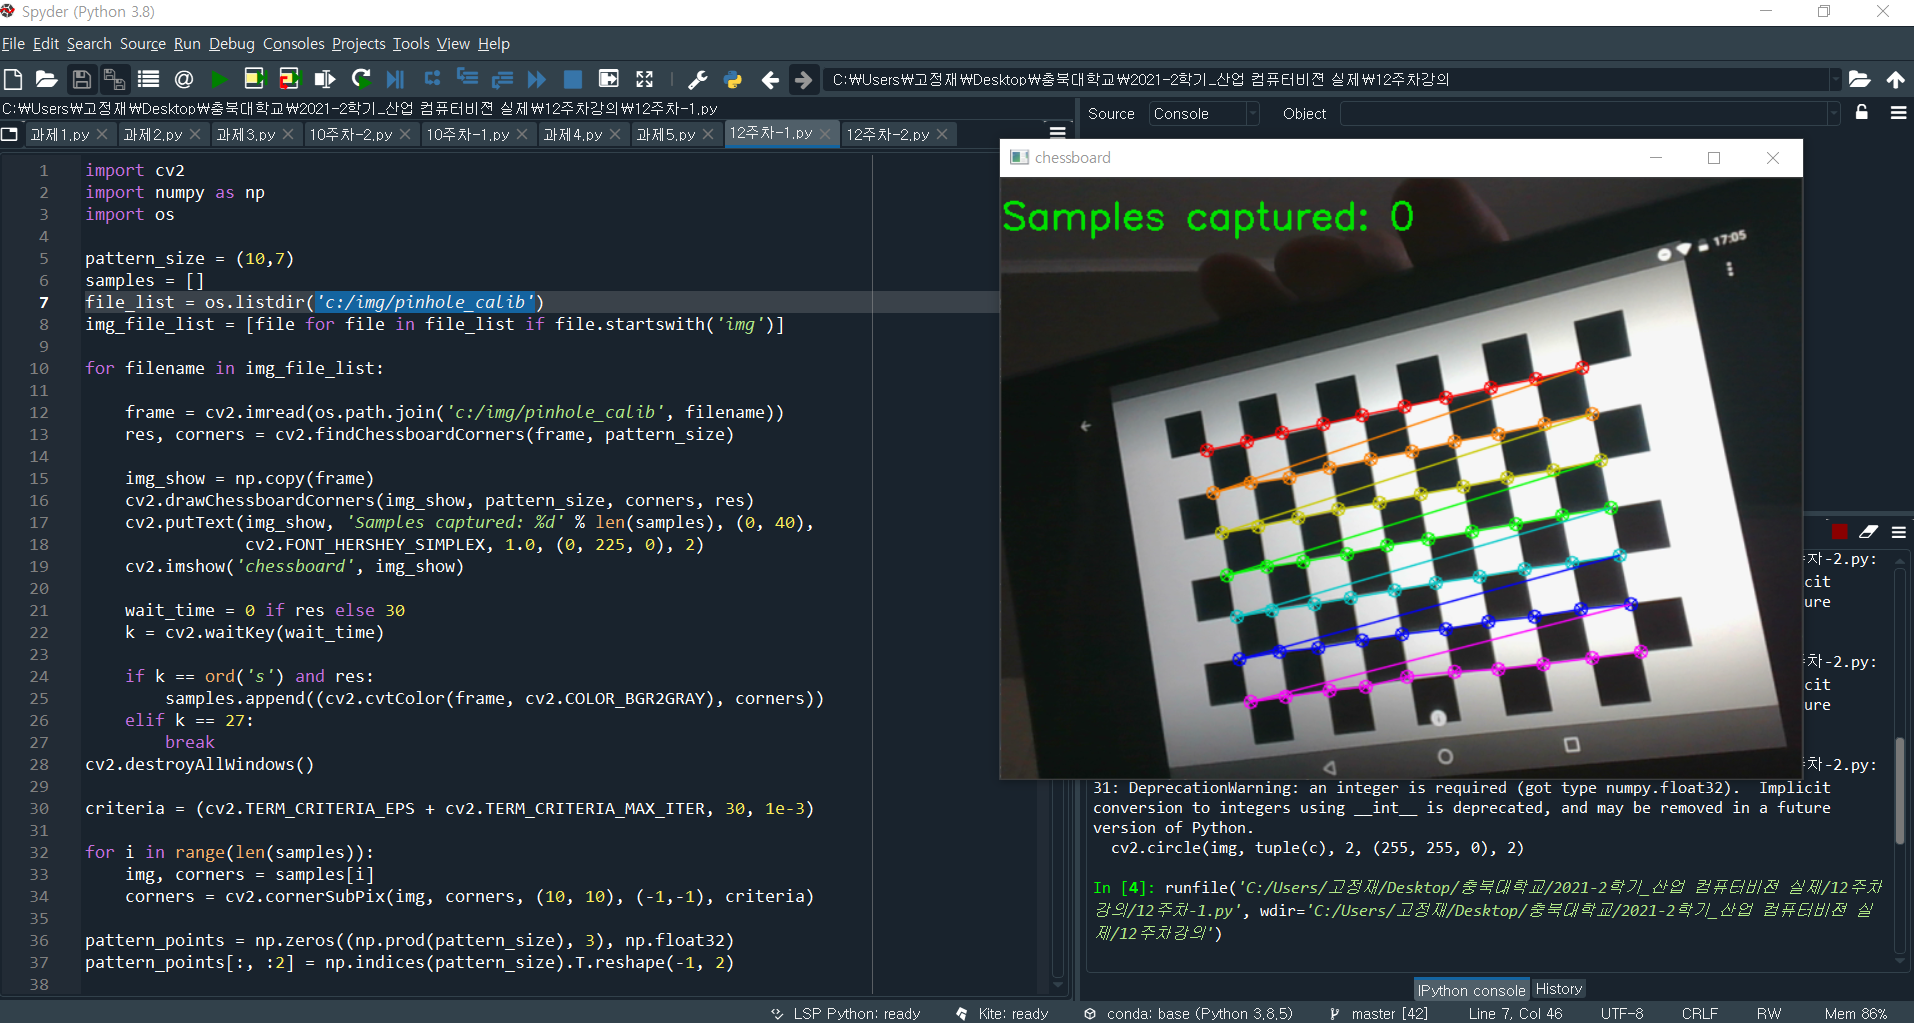 Spyder (Python 3.8)
File Edit Search Source Run Debug Consoles Projects Tools View Help
C:₩Users₩고정재₩Desktop₩충북대학교₩2021-2학기_산업 컴퓨터비젼 실제₩12주차강의
C:₩Users₩고정재₩Desktop₩충북대학교₩2021-2학기_산업 컴퓨터비젼 실제₩12주차강의₩12주차-1.py
과제1.py 과제2.py 과제3.py 10주차-2.py 10주차-1.py 과제4.py 과제5.py 12주차-1.py 12주차-2.py
1 import cv2
2 import numpy as np
3 import os
4
5 pattern_size = (10,7)
6 samples = []
7 file_list = os.listdir('c:/img/pinhole_calib')
8 img_file_list = [file for file in file_list if file.startswith('img')]
9
10 for filename in img_file_list:
11
12 frame = cv2.imread(os.path.join('c:/img/pinhole_calib', filename))
13 res, corners = cv2.findChessboardCorners(frame, pattern_size)
14
15 img_show = np.copy(frame)
16 cv2.drawChessboardCorners(img_show, pattern_size, corners, res)
17 cv2.putText(img_show, 'Samples captured: %d' % len(samples), (0, 40),
18 cv2.FONT_HERSHEY_SIMPLEX, 1.0, (0, 225, 0), 2)
19 cv2.imshow('chessboard', img_show)
20
21 wait_time = 0 if res else 30
22 k = cv2.waitKey(wait_time)
23
24 if k == ord('s') and res:
25 samples.append((cv2.cvtColor(frame, cv2.COLOR_BGR2GRAY), corners))
26 elif k == 27:
27 break
28 cv2.destroyAllWindows()
29
30 criteria = (cv2.TERM_CRITERIA_EPS + cv2.TERM_CRITERIA_MAX_ITER, 30, 1e-3)
31
32 for i in range(len(samples)):
33 img, corners = samples[i]
34 corners = cv2.cornerSubPix(img, corners, (10, 10), (-1,-1), criteria)
35
36 pattern_points = np.zeros((np.prod(pattern_size), 3), np.float32)
37 pattern_points[:, :2] = np.indices(pattern_size).T.reshape(-1, 2)
38
Source Console Object
chessboard
Samples captured: 0
17:05
차-2.py:
cit
ure
차-2.py:
cit
ure
차-2.py:
31: DeprecationWarning: an integer is required (got type numpy.float32). Implicit
conversion to integers using __int__ is deprecated, and may be removed in a future
version of Python.
cv2.circle(img, tuple(c), 2, (255, 255, 0), 2)
In [4]: runfile('C:/Users/고정재/Desktop/충북대학교/2021-2학기_산업 컴퓨터비젼 실제/12주차
강의/12주차-1.py', wdir='C:/Users/고정재/Desktop/충북대학교/2021-2학기_산업 컴퓨터비젼 실
제/12주차강의')
IPython console History
LSP Python: ready Kite: ready conda: base (Python 3.8.5) master [42] Line 7, Col 46 UTF-8 CRLF RW Mem 86%